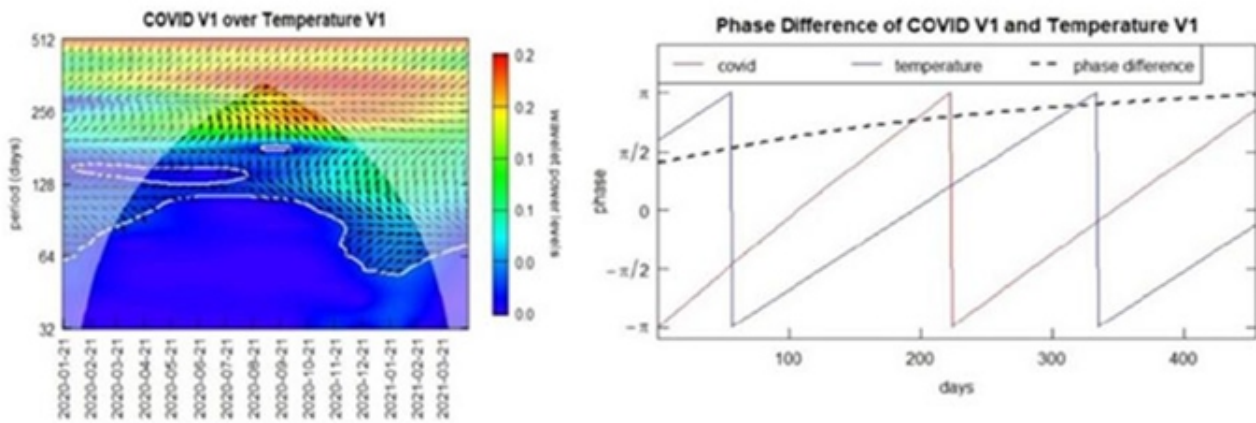 COVID V1 over Temperature V1
512
256
128
64
32
period (days)
2020-01-21
2020-02-21
2020-03-21
2020-04-21
2020-05-21
2020-06-21
2020-07-21
2020-08-21
2020-09-21
2020-10-21
2020-11-21
2020-12-21
2021-01-21
2021-02-21
2021-03-21
0.2
0.2
0.1
0.1
0.0
0.0
wavelet power levels
Phase Difference of COVID V1 and Temperature V1
covid temperature phase difference
π
π/2
0
-π/2
-π
phase
100 200 300 400
days